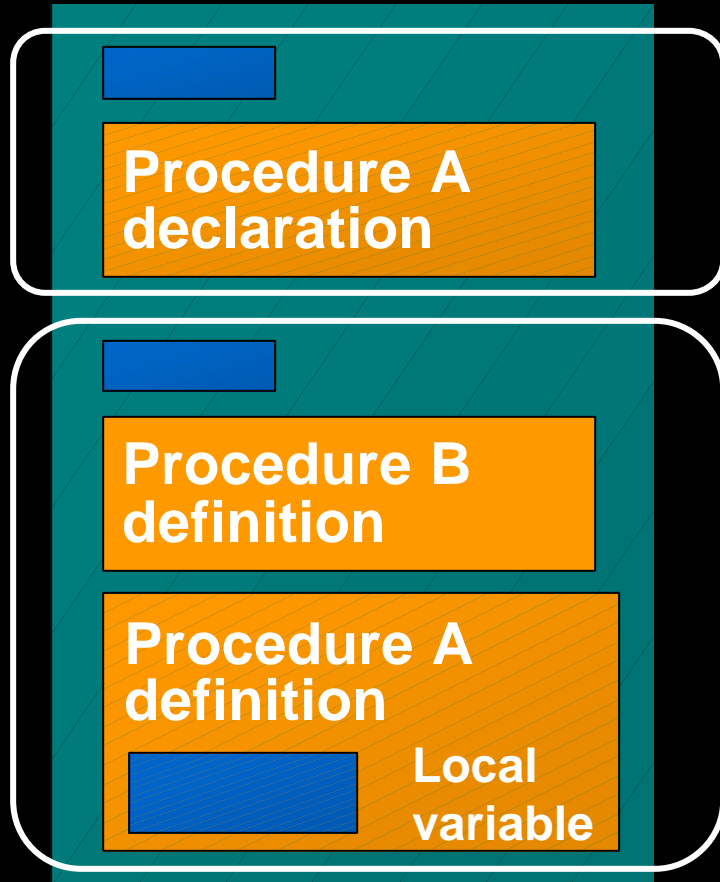 Procedure A
declaration
Procedure B
definition
Procedure A
definition
Local
variable